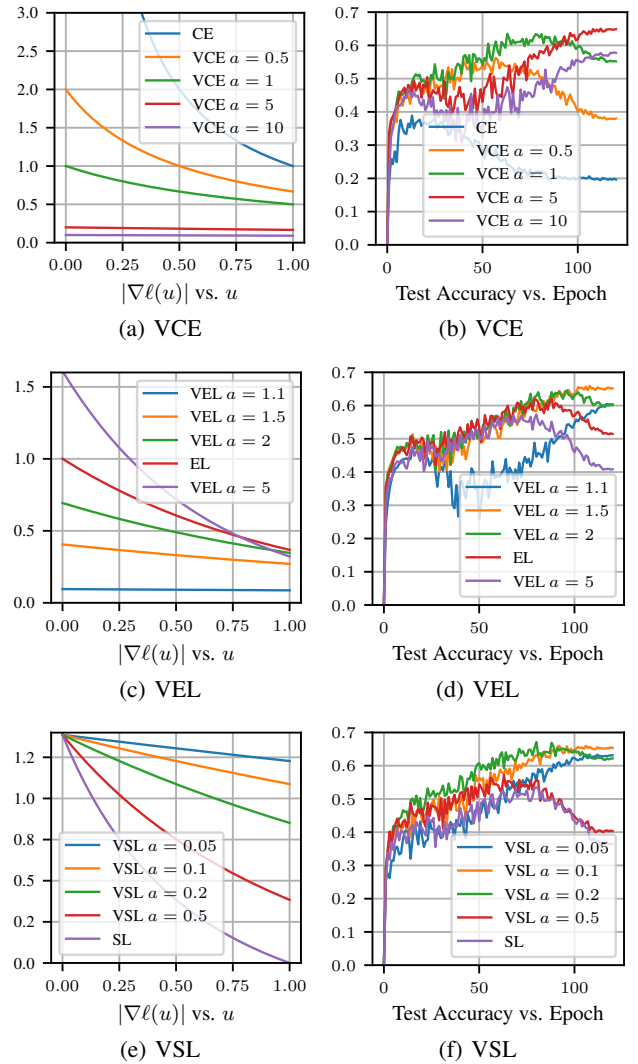 3.0
2.5
2.0
1.5
1.0
0.5
0.0
CE
VCE a = 0.5
VCE a = 1
VCE a = 5
VCE a = 10
0.00 0.25 0.50 0.75 1.00
|∇ℓ(u)| vs. u
(a) VCE
0.7
0.6
0.5
0.4
0.3
0.2
0.1
0.0
CE
VCE a = 0.5
VCE a = 1
VCE a = 5
VCE a = 10
0 50 100
Test Accuracy vs. Epoch
(b) VCE
1.5
1.0
0.5
0.0
VEL a = 1.1
VEL a = 1.5
VEL a = 2
EL
VEL a = 5
0.00 0.25 0.50 0.75 1.00
|∇ℓ(u)| vs. u
(c) VEL
0.7
0.6
0.5
0.4
0.3
0.2
0.1
0.0
VEL a = 1.1
VEL a = 1.5
VEL a = 2
EL
VEL a = 5
0 50 100
Test Accuracy vs. Epoch
(d) VEL
1.2
1.0
0.8
0.5
0.2
0.0
VSL a = 0.05
VSL a = 0.1
VSL a = 0.2
VSL a = 0.5
SL
0.00 0.25 0.50 0.75 1.00
|∇ℓ(u)| vs. u
(e) VSL
0.7
0.6
0.5
0.4
0.3
0.2
0.1
0.0
VSL a = 0.05
VSL a = 0.1
VSL a = 0.2
VSL a = 0.5
SL
0 50 100
Test Accuracy vs. Epoch
(f) VSL